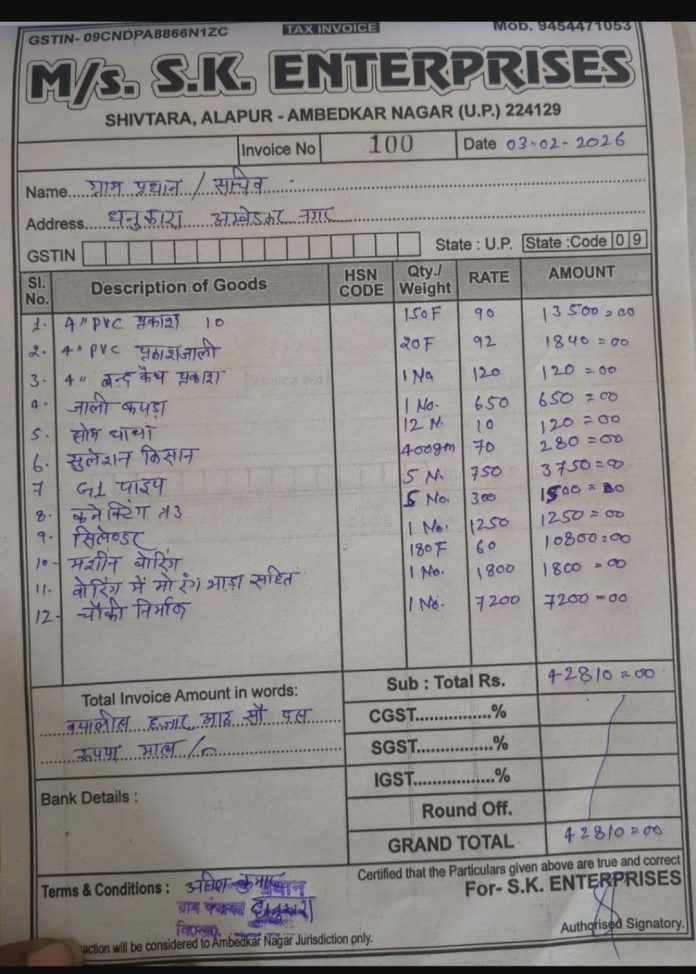 GSTIN- 09CNDPA8866N1ZC TAX INVOICE Mob. 9454471053
M/s. S.K. ENTERPRISES
SHIVTARA, ALAPUR - AMBEDKAR NAGAR (U.P.) 224129
Invoice No 100 Date 03-02-2026
Name....ग्राम प्रधान / सचिव
Address....धनुकारा अम्बेडकर नगर
GSTIN State : U.P. State :Code 0 9
Sl. No. Description of Goods HSN CODE Qty./ Weight RATE AMOUNT
1. 4" PVC प्रकाश 10 150F 90 13500=00
2. 4" PVC प्रकाश जाली 20F 92 1840=00
3. 4" बन्द कैप प्रकाश 1 No 120 120=00
4. जाली कपड़ा 1 No. 650 650=00
5. 12 N. 10 120=00
6. सुलेशन किसान 400gm 70 280=00
7 G1 पाइप 5 N. 750 3750=00
8. कनेक्टिंग 5 No. 300 1500=00
9. सिलेण्डर 1 No. 1250 1250=00
10- मशीन बोरिंग 180F 60 10800=00
11. बोरिंग में मोरंग भाड़ा सहित 1 No. 1800 1800=00
12- चौकी निर्माण 1 No. 7200 7200=00
Total Invoice Amount in words: Sub : Total Rs. 42810=00
बयालीस हजार आठ सौ दस CGST................%
रूपया मात्र /~ SGST................%
IGST................%
Bank Details : Round Off.
GRAND TOTAL 42810=00
Certified that the Particulars given above are true and correct
Terms & Conditions : For- S.K. ENTERPRISES
ग्राम पंचायत
Authorised Signatory.
action will be considered to Ambedkar Nagar Jurisdiction only.